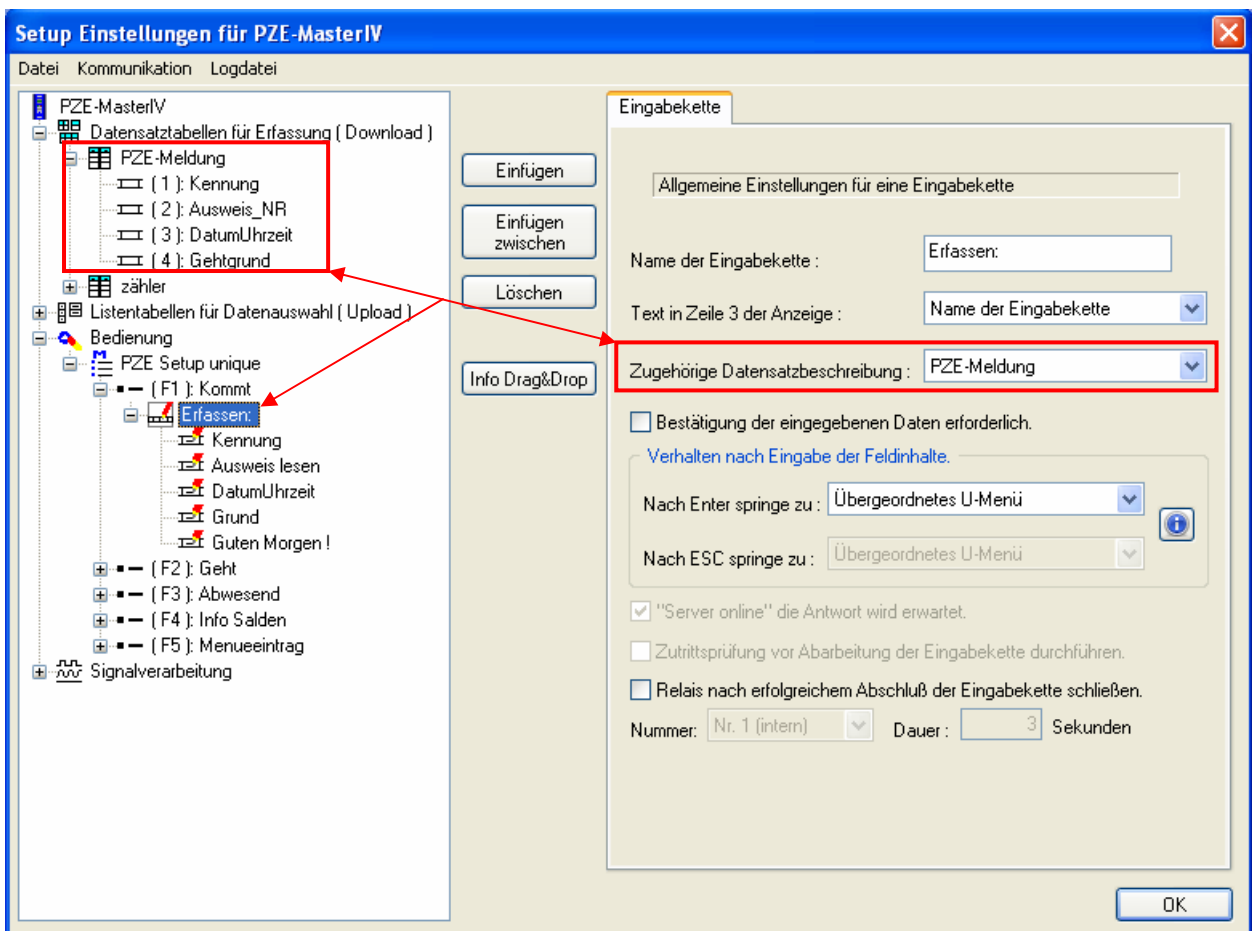 Setup Einstellungen für PZE-MasterIV
Datei Kommunikation Logdatei
PZE-MasterIV
Datensatztabellen für Erfassung ( Download )
PZE-Meldung
( 1 ): Kennung
( 2 ): Ausweis_NR
( 3 ): DatumUhrzeit
( 4 ): Gehtgrund
zähler
Listentabellen für Datenauswahl ( Upload )
Bedienung
PZE Setup unique
( F1 ): Kommt
Erfassen:
Kennung
Ausweis lesen
DatumUhrzeit
Grund
Guten Morgen !
( F2 ): Geht
( F3 ): Abwesend
( F4 ): Info Salden
( F5 ): Menueeintrag
Signalverarbeitung
Einfügen
Einfügen
zwischen
Löschen
Info Drag&Drop
Eingabekette
Allgemeine Einstellungen für eine Eingabekette
Name der Eingabekette : Erfassen:
Text in Zeile 3 der Anzeige : Name der Eingabekette
Zugehörige Datensatzbeschreibung : PZE-Meldung
Bestätigung der eingegebenen Daten erforderlich.
Verhalten nach Eingabe der Feldinhalte.
Nach Enter springe zu : Übergeordnetes U-Menü
Nach ESC springe zu : Übergeordnetes U-Menü
"Server online" die Antwort wird erwartet.
Zutrittsprüfung vor Abarbeitung der Eingabekette durchführen.
Relais nach erfolgreichem Abschluß der Eingabekette schließen.
Nummer: Nr. 1 (intern) Dauer : 3 Sekunden
OK